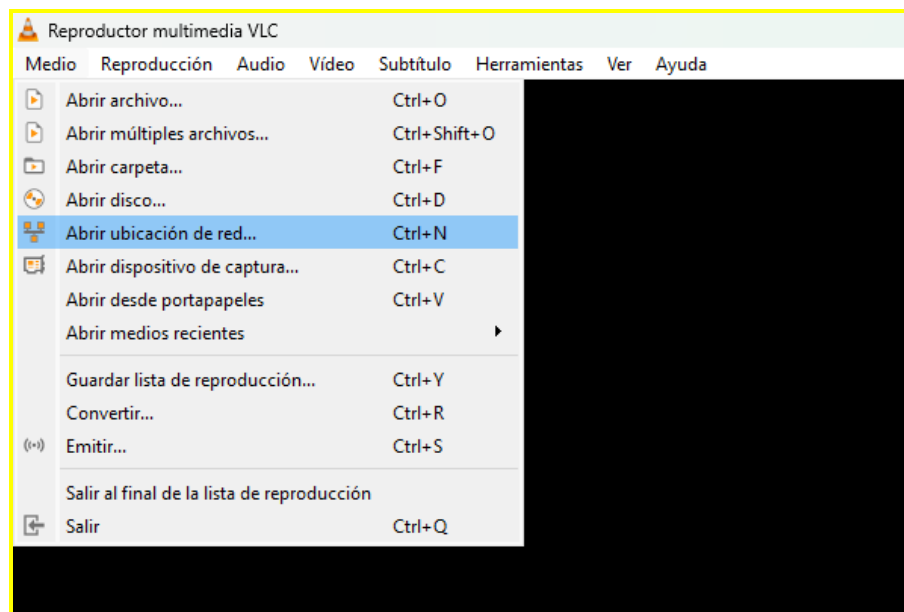 Reproductor multimedia VLC
Medio Reproducción Audio Vídeo Subtítulo Herramientas Ver Ayuda
Abrir archivo... Ctrl+O
Abrir múltiples archivos... Ctrl+Shift+O
Abrir carpeta... Ctrl+F
Abrir disco... Ctrl+D
Abrir ubicación de red... Ctrl+N
Abrir dispositivo de captura... Ctrl+C
Abrir desde portapapeles Ctrl+V
Abrir medios recientes
Guardar lista de reproducción... Ctrl+Y
Convertir... Ctrl+R
Emitir... Ctrl+S
Salir al final de la lista de reproducción
Salir Ctrl+Q